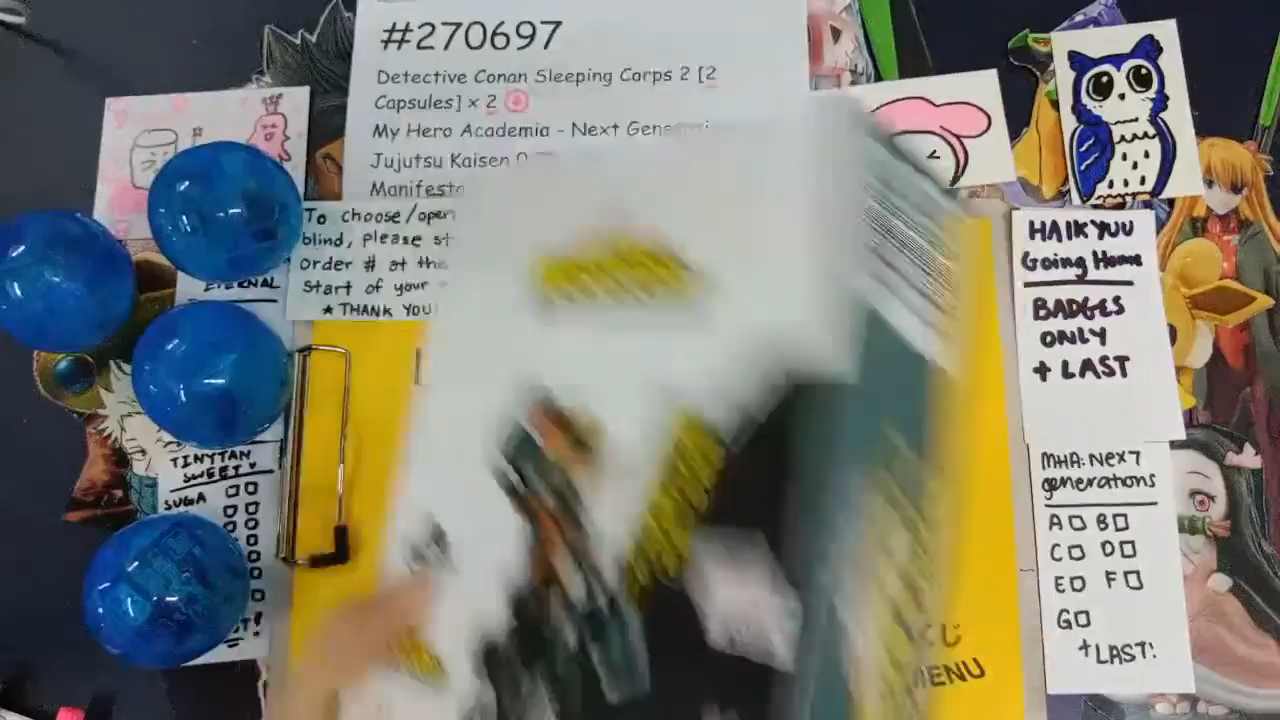 #270697
Detective Conan Sleeping Corps 2 [2
Capsules] x 2
My Hero Academia - Next Gene
Jujutsu Kaisen 0
Manifest
To choose/open
blind, please
Order # at the
Start of your
★ THANK YOU!
ETERNAL
TINYTAN
SWEET ♥
SUGA
HAIKYUU
Going Home
BADGES
ONLY
+ LAST
MHA: NEXT
generations
A□ B□
C□ D□
E□ F□
G□
+LAST!
MENU